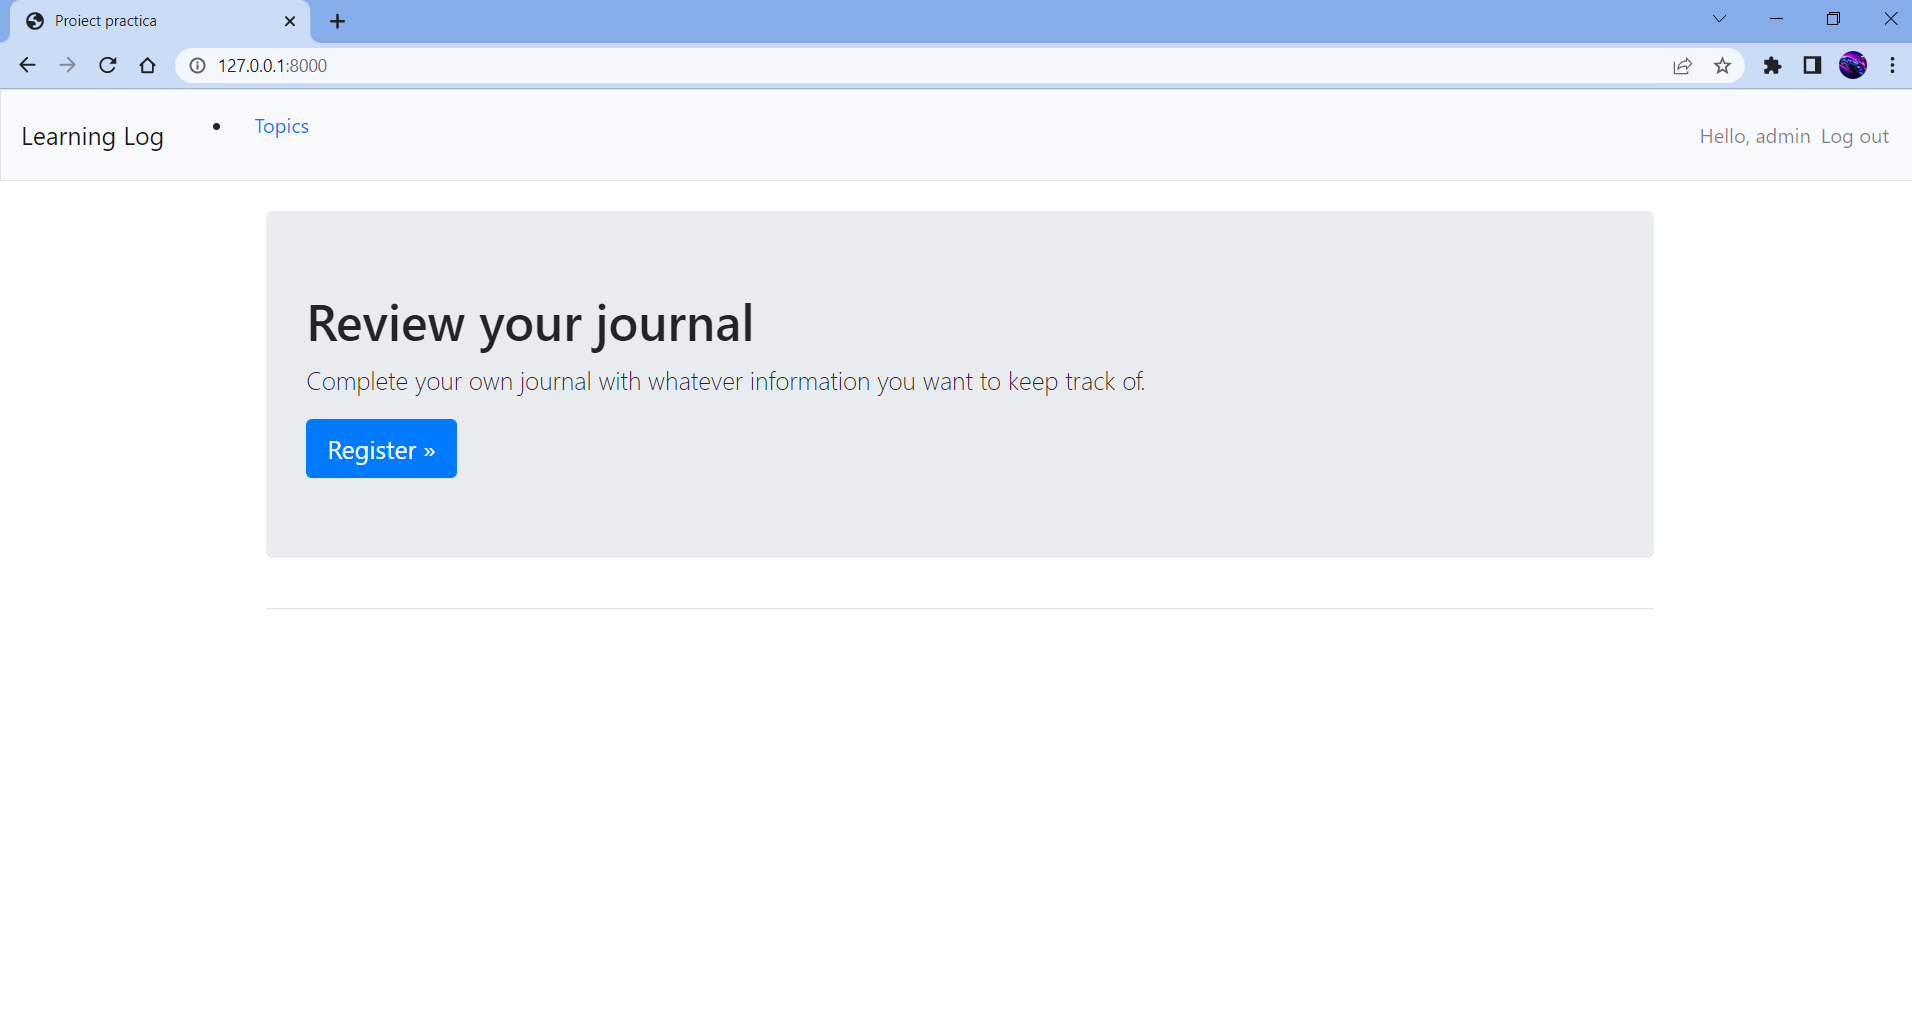 Proiect practica
127.0.0.1:8000
Learning Log
• Topics
Hello, admin Log out
Review your journal
Complete your own journal with whatever information you want to keep track of.
Register »